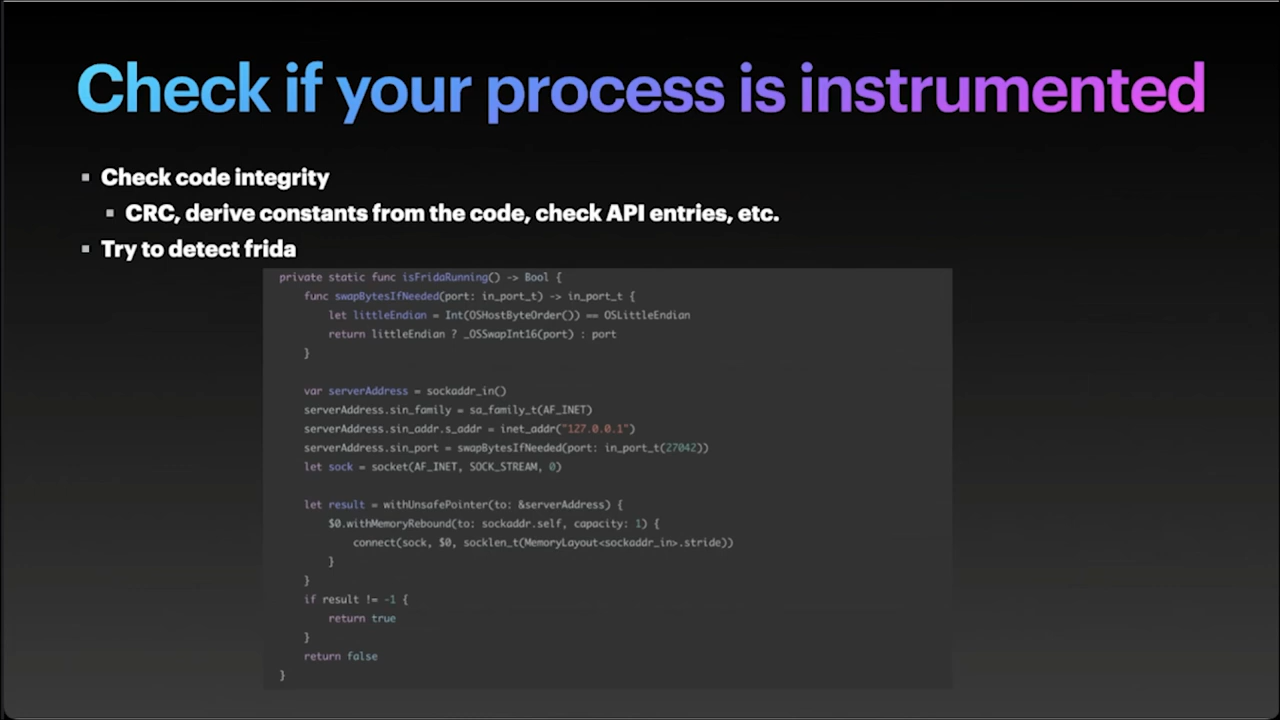 Check if your process is instrumented
▪ Check code integrity
▪ CRC, derive constants from the code, check API entries, etc.
▪ Try to detect frida
private static func isFridaRunning() -> Bool {
    func swapBytesIfNeeded(port: in_port_t) -> in_port_t {
        let littleEndian = Int(OSHostByteOrder()) == OSLittleEndian
        return littleEndian ? _OSSwapInt16(port) : port
    }
    var serverAddress = sockaddr_in()
    serverAddress.sin_family = sa_family_t(AF_INET)
    serverAddress.sin_addr.s_addr = inet_addr("127.0.0.1")
    serverAddress.sin_port = swapBytesIfNeeded(port: in_port_t(27042))
    let sock = socket(AF_INET, SOCK_STREAM, 0)
    let result = withUnsafePointer(to: &serverAddress) {
        $0.withMemoryRebound(to: sockaddr.self, capacity: 1) {
            connect(sock, $0, socklen_t(MemoryLayout<sockaddr_in>.stride))
        }
    }
    if result != -1 {
        return true
    }
    return false
}